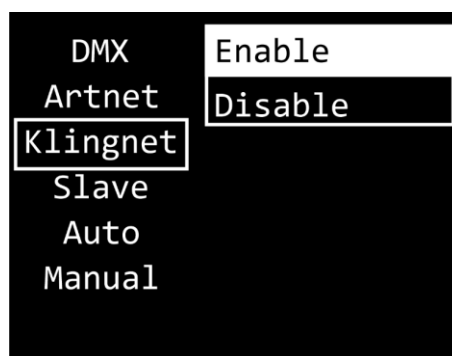 DMX
Artnet
Klingnet
Slave
Auto
Manual
Enable
Disable